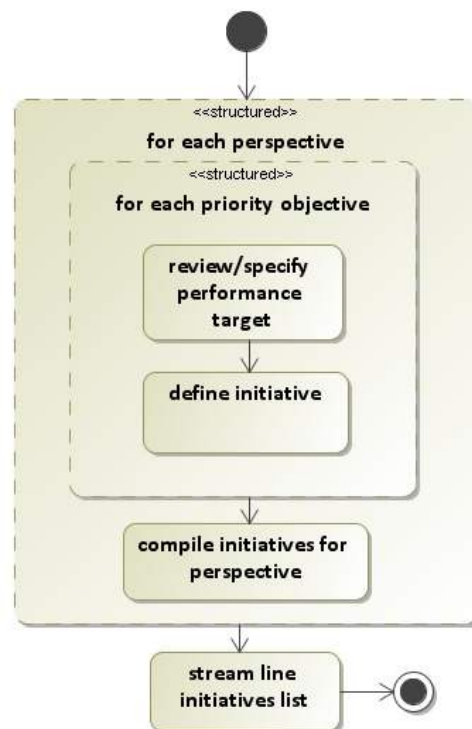 <<structured>>
for each perspective
<<structured>>
for each priority objective
review/specify
performance
target
define initiative
compile initiatives for
perspective
stream line
initiatives list